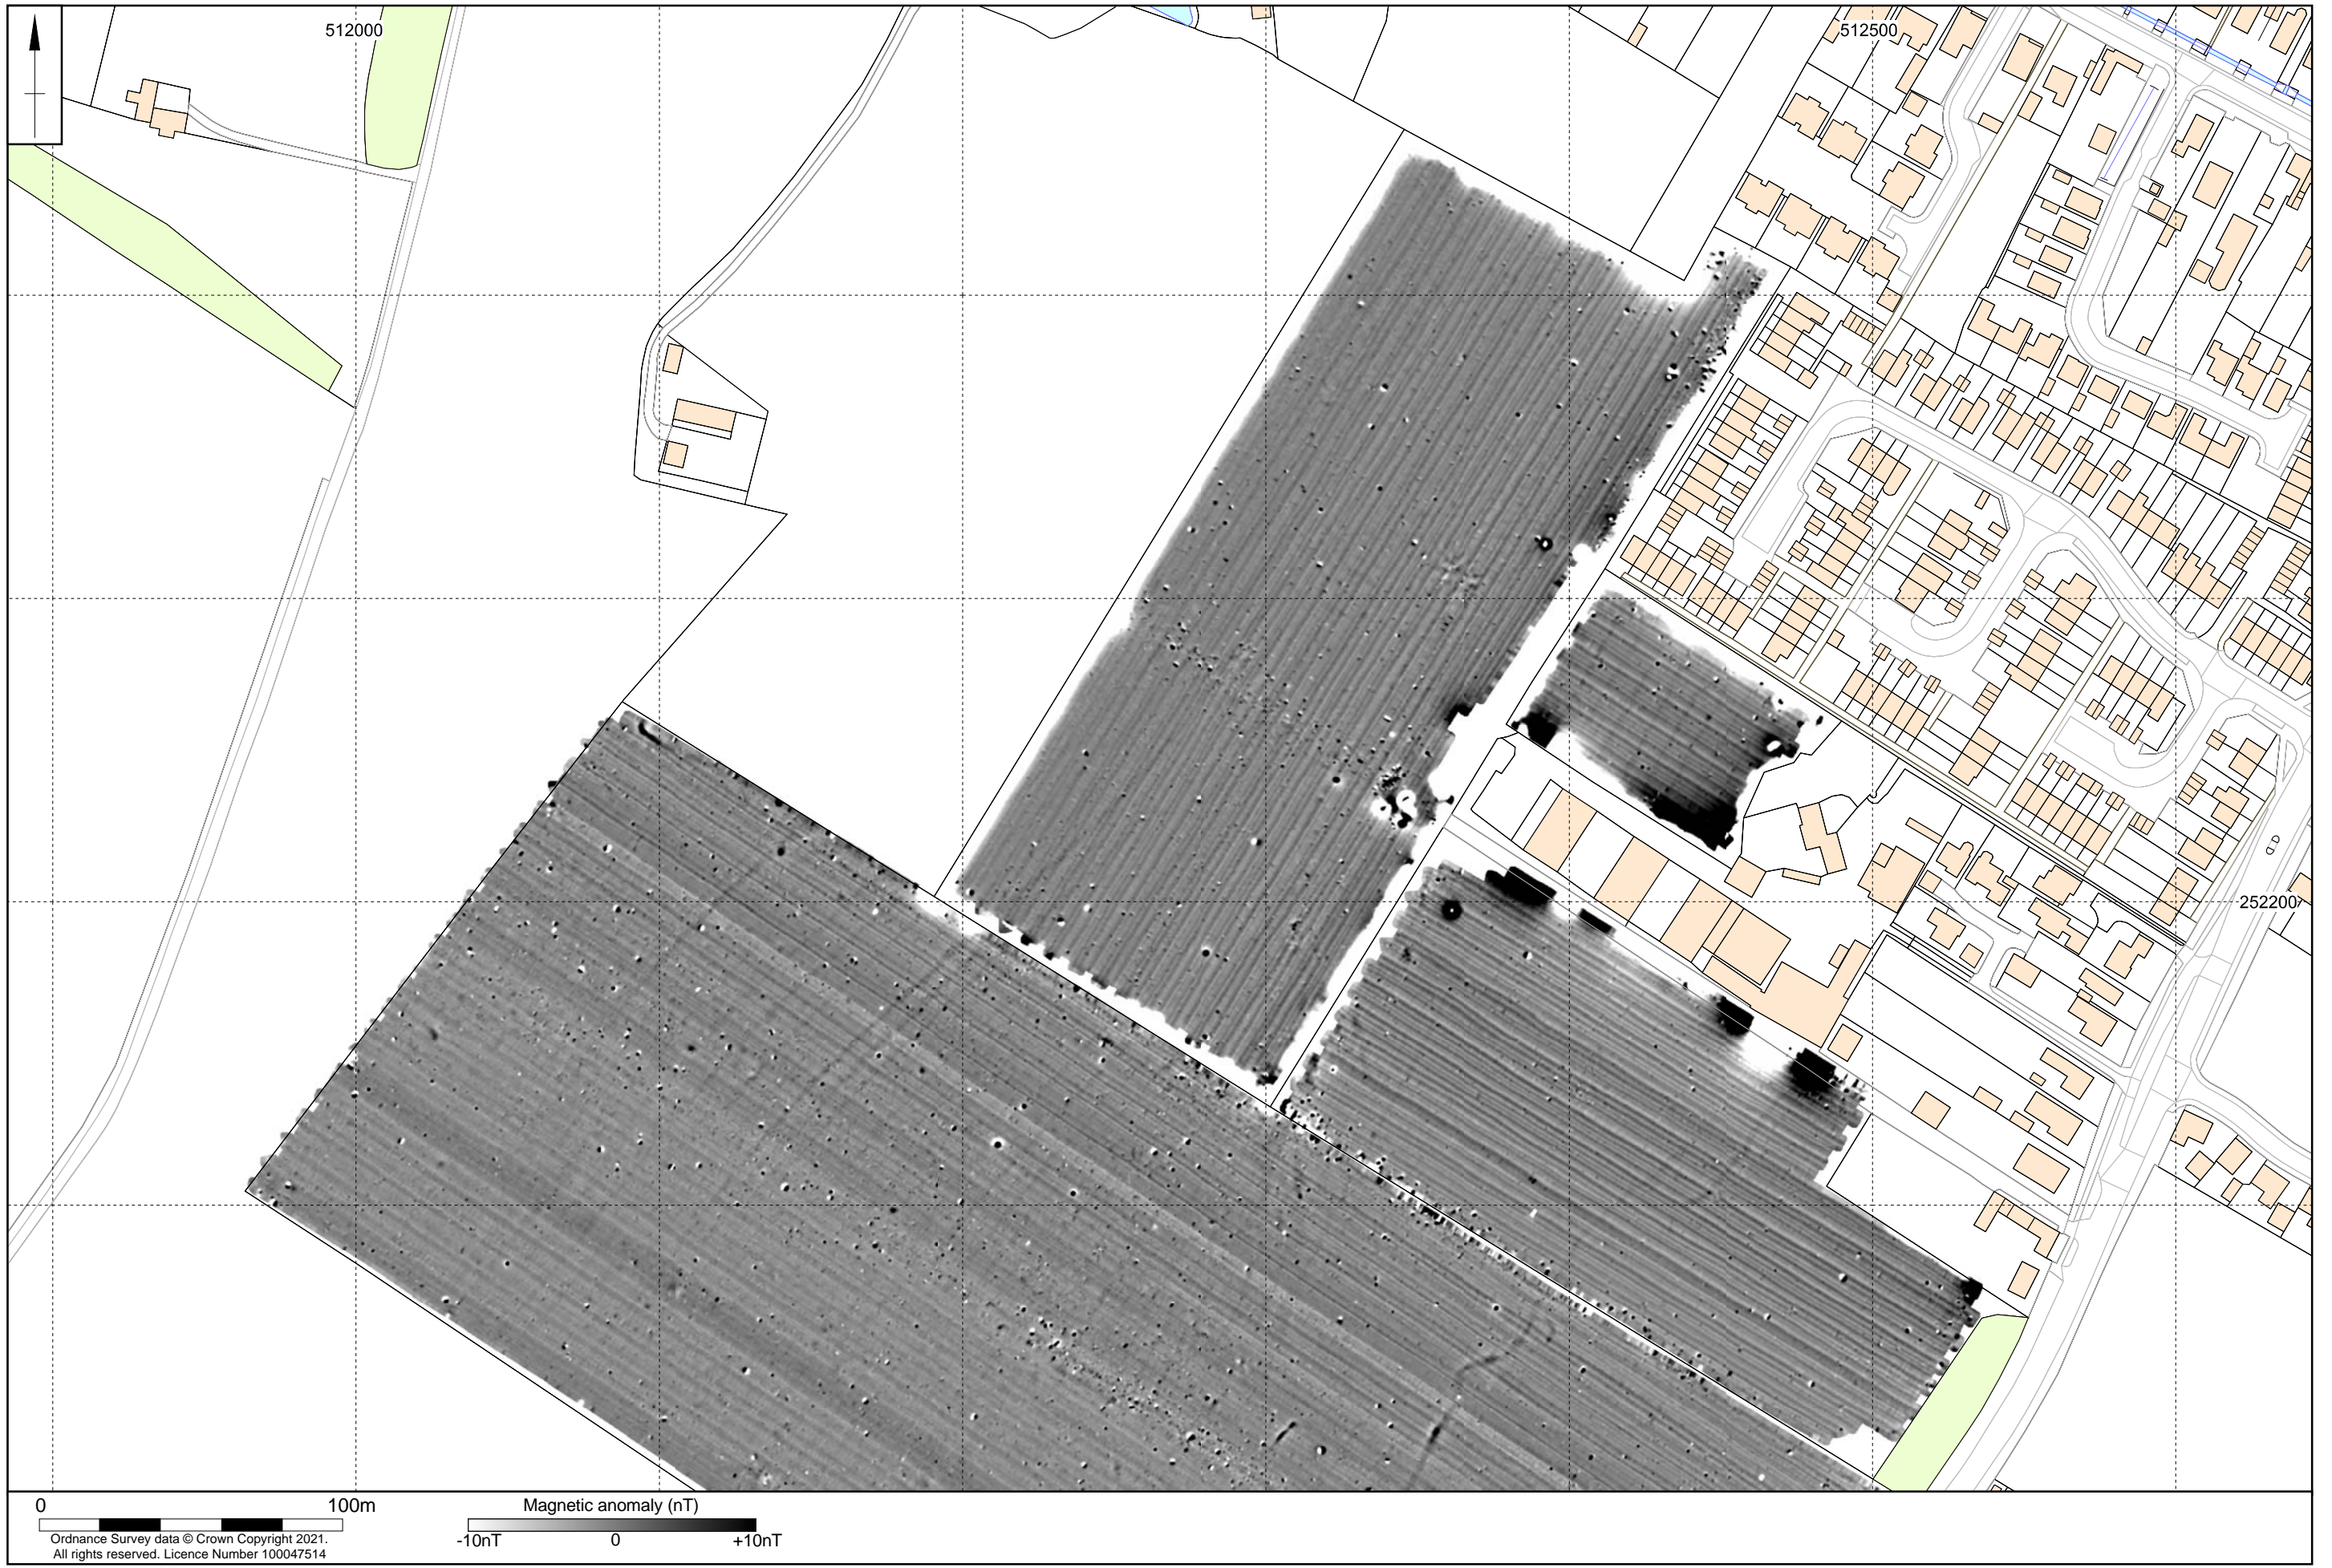 512000
512500
252200
0
100m
Magnetic anomaly (nT)
Ordnance Survey data © Crown Copyright 2021.
All rights reserved. Licence Number 100047514
-10nT
0
+10nT